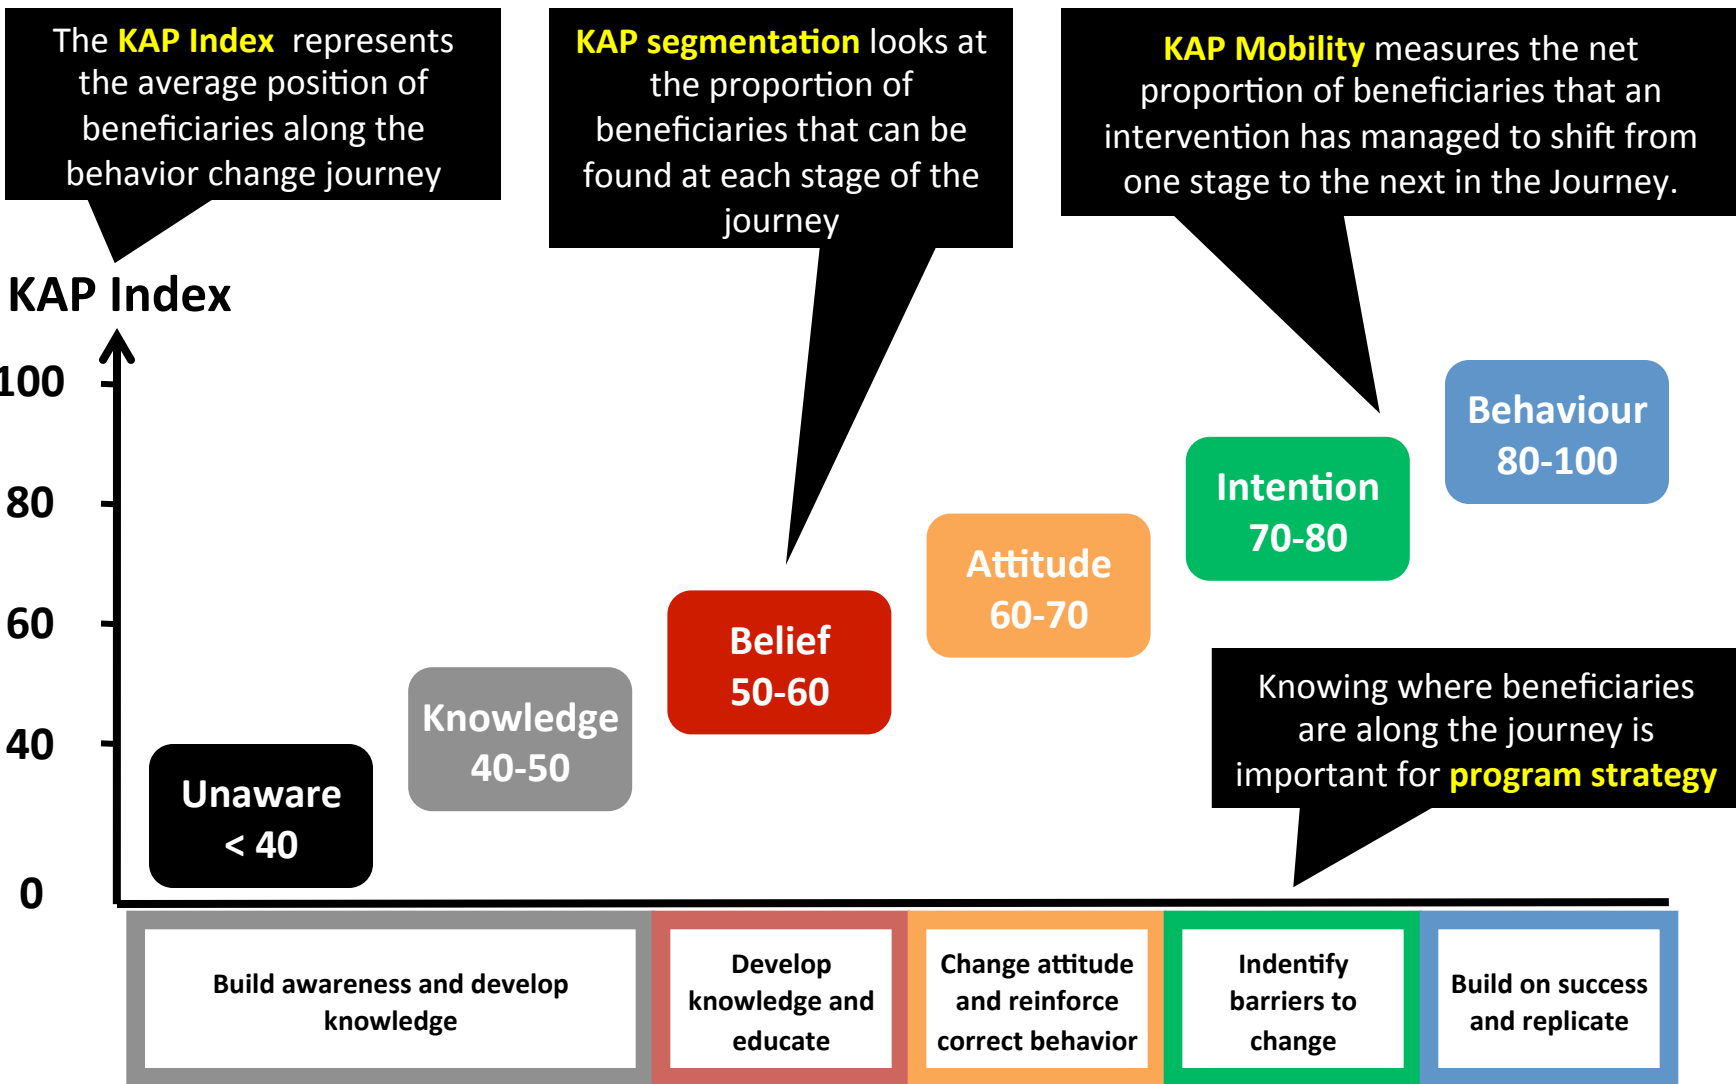 The KAP Index represents
the average position of
beneficiaries along the
behavior change journey
KAP segmentation looks at
the proportion of
beneficiaries that can be
found at each stage of the
journey
KAP Mobility measures the net
proportion of beneficiaries that an
intervention has managed to shift from
one stage to the next in the Journey.
KAP Index
100
80
60
40
0
Unaware
< 40
Knowledge
40-50
Belief
50-60
Attitude
60-70
Intention
70-80
Behaviour
80-100
Knowing where beneficiaries
are along the journey is
important for program strategy
Build awareness and develop
knowledge
Develop
knowledge and
educate
Change attitude
and reinforce
correct behavior
Indentify
barriers to
change
Build on success
and replicate